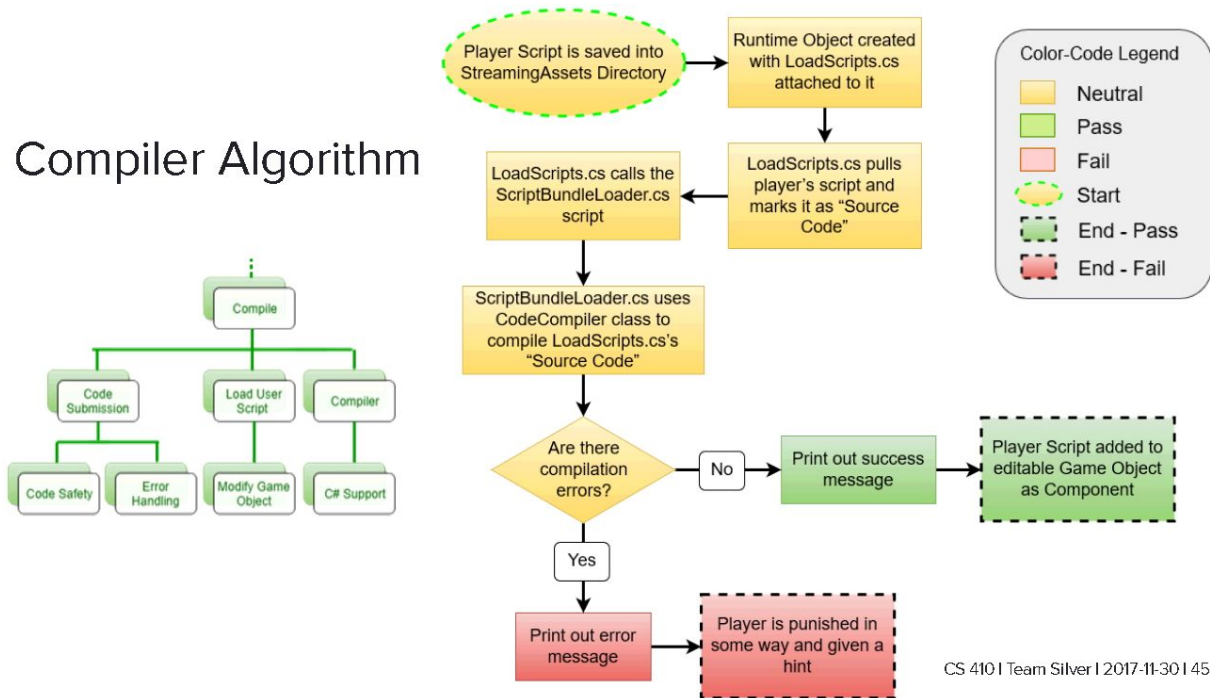 Compiler Algorithm
Player Script is saved into
StreamingAssets Directory
Runtime Object created
with LoadScripts.cs
attached to it
LoadScripts.cs pulls
player's script and
marks it as “Source
Code”
LoadScripts.cs calls the
ScriptBundleLoader.cs
script
ScriptBundleLoader.cs uses
CodeCompiler class to
compile LoadScripts.cs's
“Source Code”
Are there
compilation
errors?
No
Print out success
message
Player Script added to
editable Game Object
as Component
Yes
Print out error
message
Player is punished in
some way and given a
hint
Color-Code Legend
Neutral
Pass
Fail
Start
End - Pass
End - Fail
Compile
Code
Submission
Load User
Script
Compiler
Code Safety
Error
Handling
Modify Game
Object
C# Support
CS 410 I Team Silver I 2017-11-30 I 45